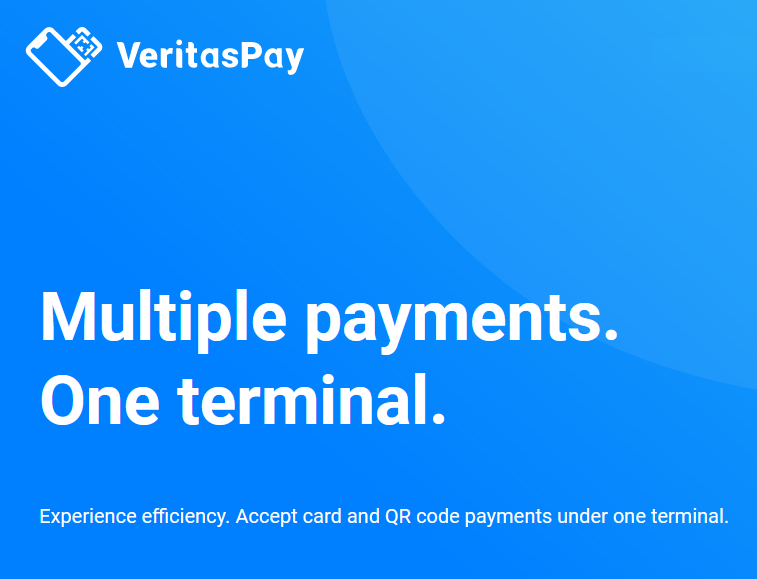 VeritasPay
Multiple payments.
One terminal.
Experience efficiency. Accept card and QR code payments under one terminal.